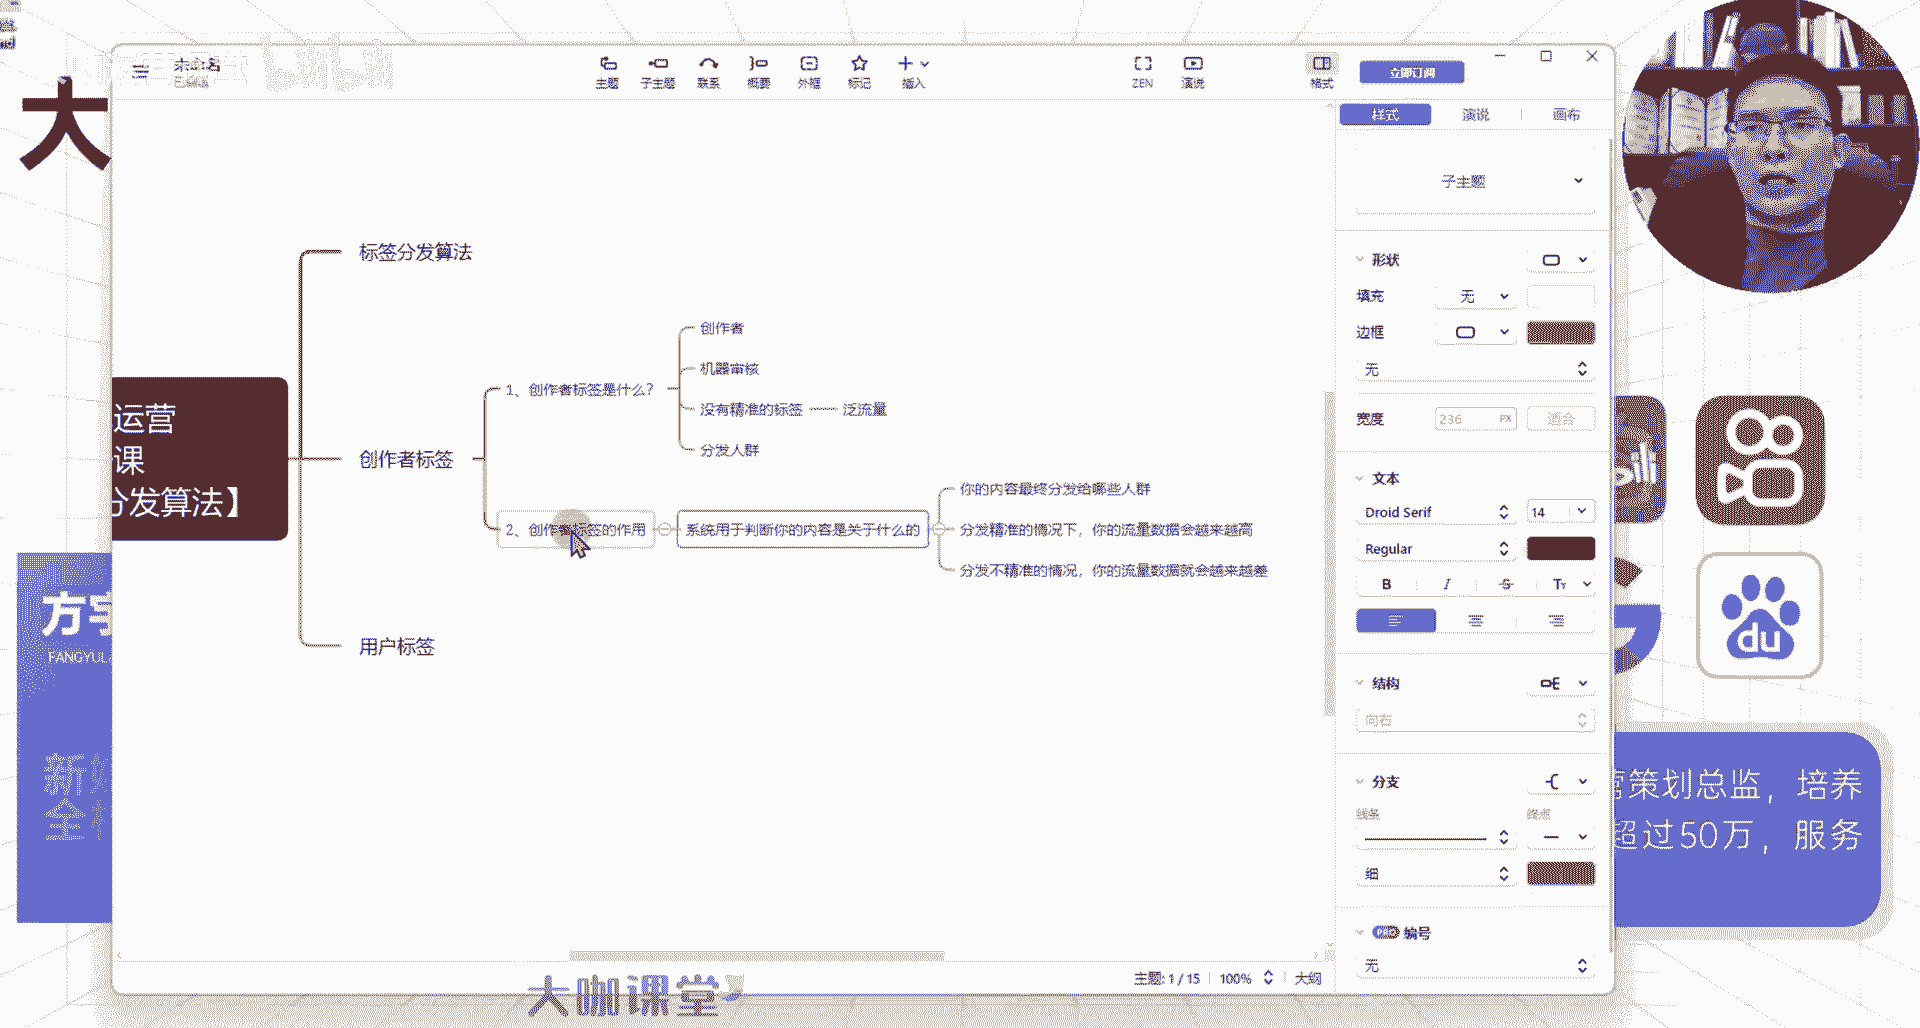 大
未命名
主题
子主题
联系
概要
外框
标记
插入
ZEN
演说
格式
立即订阅
样式
演说
画布
子主题
形状
填充
无
边框
无
宽度
236
PX
适合
文本
Droid Serif
14
Regular
B
I
S
结构
向右
分支
线条
终点
细
PRO
编号
无
标签分发算法
创作者
机器审核
1、创作者标签是什么?
没有精准的标签
泛流量
分发人群
运营
课
分发算法】
创作者标签
2、创作者标签的作用
系统用于判断你的内容是关于什么的
你的内容最终分发给哪些人群
分发精准的情况下，你的流量数据会越来越高
分发不精准的情况，你的流量数据就会越来越差
用户标签
FANGYU
新
全
du
策划总监，培养
超过50万，服务
主题: 1 / 15
100%
大纲
大咖课堂